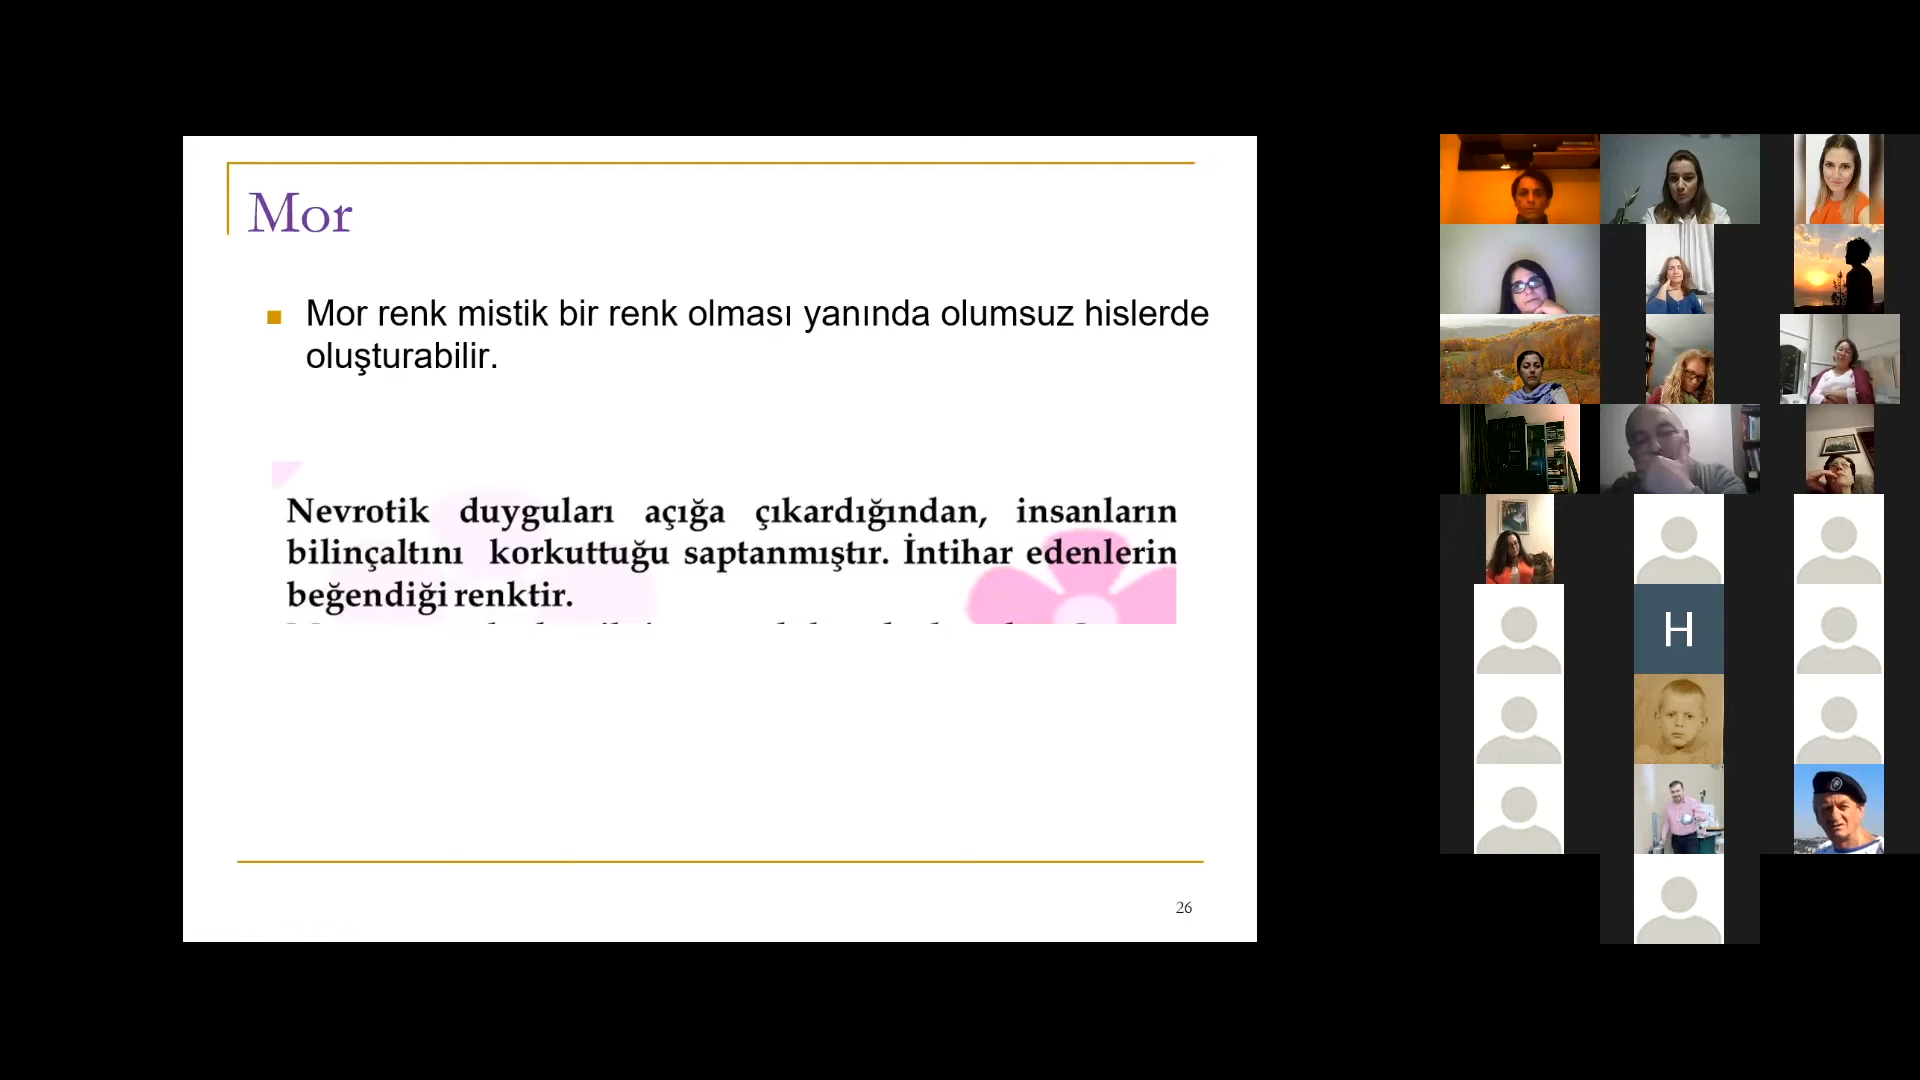 Mor
Mor renk mistik bir renk olması yanında olumsuz hislerde
oluşturabilir.
Nevrotik duyguları açığa çıkardığından, insanların
bilinçaltını korkuttuğu saptanmıştır. İntihar edenlerin
beğendiği renktir.
H
26